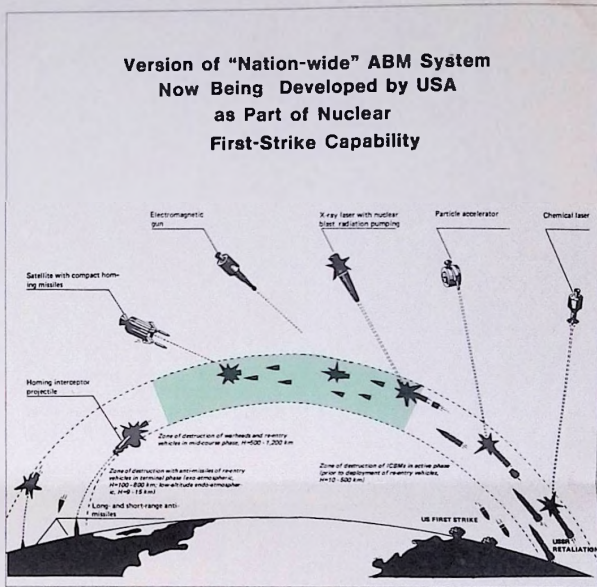 Version of “Nation-wide” ABM System
Now Being Developed by USA
as Part of Nuclear
First-Strike Capability
Electromagnetic
gun
X-ray laser with nuclear
blast radiation pumping
Particle accelerator
Chemical laser
Satellite with compact hom-
ing missiles
Homing interceptor
projectile
Zone of destruction of warheads and re-entry
vehicles in mid-course phase, H=500 - 1,200 km
Zone of destruction with anti-missiles of re-entry
vehicles in terminal phase (exo-atmospheric,
H=100 - 800 km; low-altitude endo-atmospher-
ic, H=9 - 15 km)
Zone of destruction of ICBMs in active phase
(prior to deployment of re-entry vehicles,
H=10 - 500 km)
Long- and short-range anti-
missiles
US FIRST STRIKE
USSR
RETALIATION